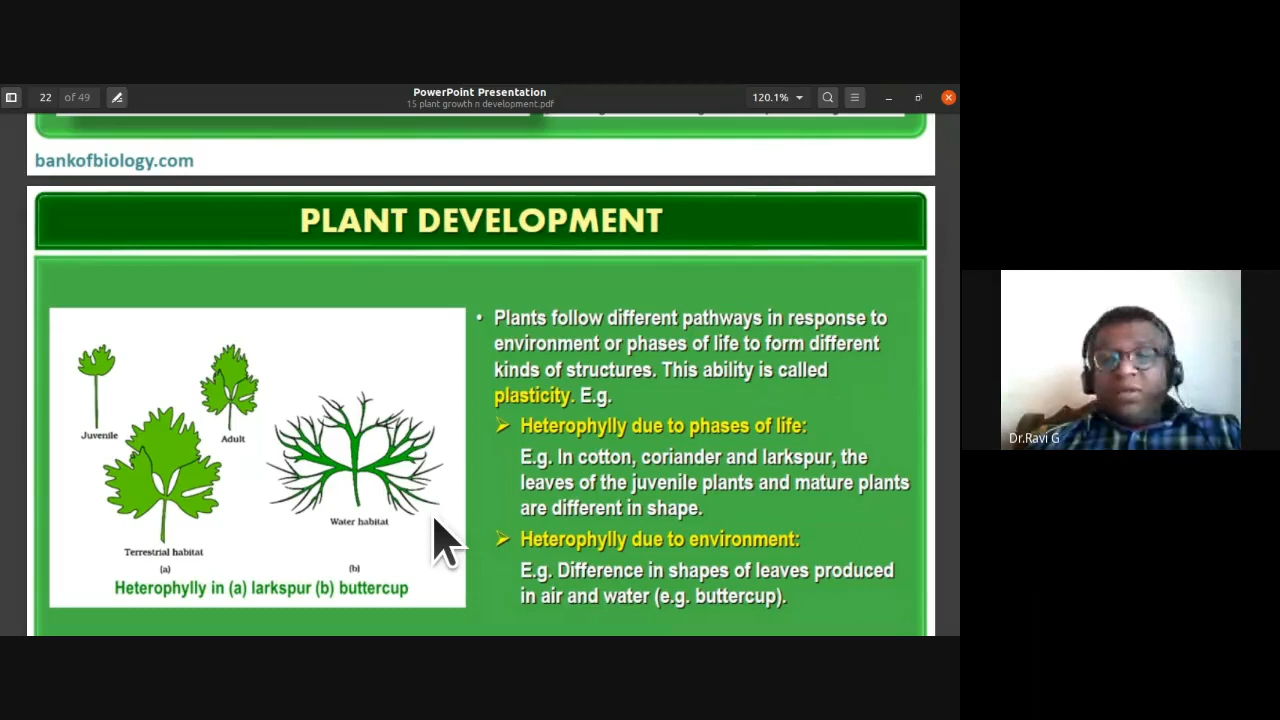 PowerPoint Presentation
22 of 49
15 plant growth n development.pdf
120.1%
bankofbiology.com
PLANT DEVELOPMENT
Juvenile
Adult
Water habitat
Terrestrial habitat
(a)
(b)
Heterophylly in (a) larkspur (b) buttercup
• Plants follow different pathways in response to
environment or phases of life to form different
kinds of structures. This ability is called
plasticity. E.g.
➢ Heterophylly due to phases of life:
E.g. In cotton, coriander and larkspur, the
leaves of the juvenile plants and mature plants
are different in shape.
➢ Heterophylly due to environment:
E.g. Difference in shapes of leaves produced
in air and water (e.g. buttercup).
Dr.Ravi G